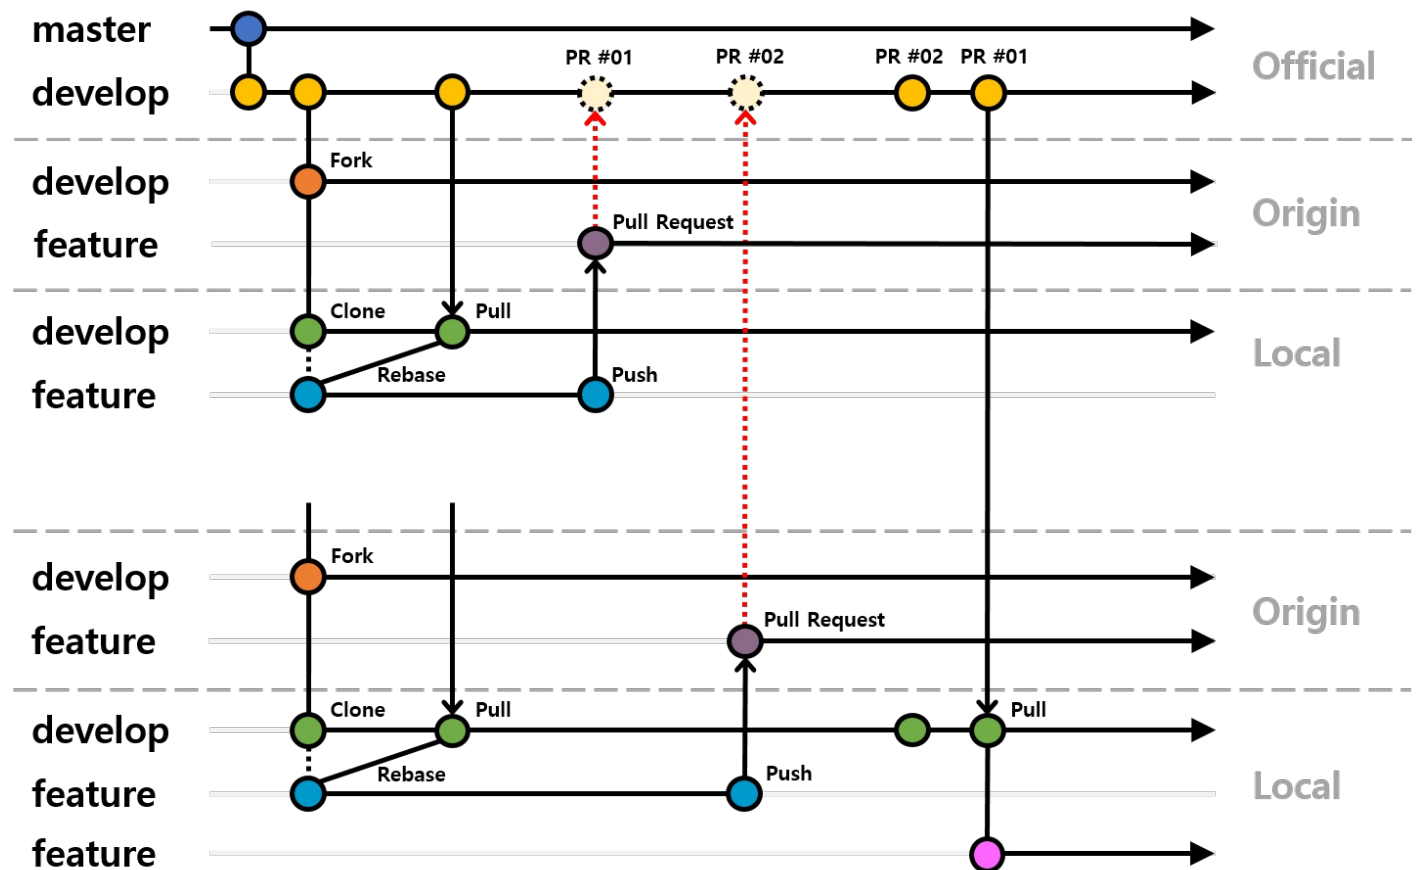 master
develop
PR #01
PR #02
PR #02
PR #01
Official
develop
Fork
feature
Pull Request
Origin
develop
Clone
Pull
feature
Rebase
Push
Local
develop
Fork
feature
Pull Request
Origin
develop
Clone
Pull
Pull
feature
Rebase
Push
Local
feature